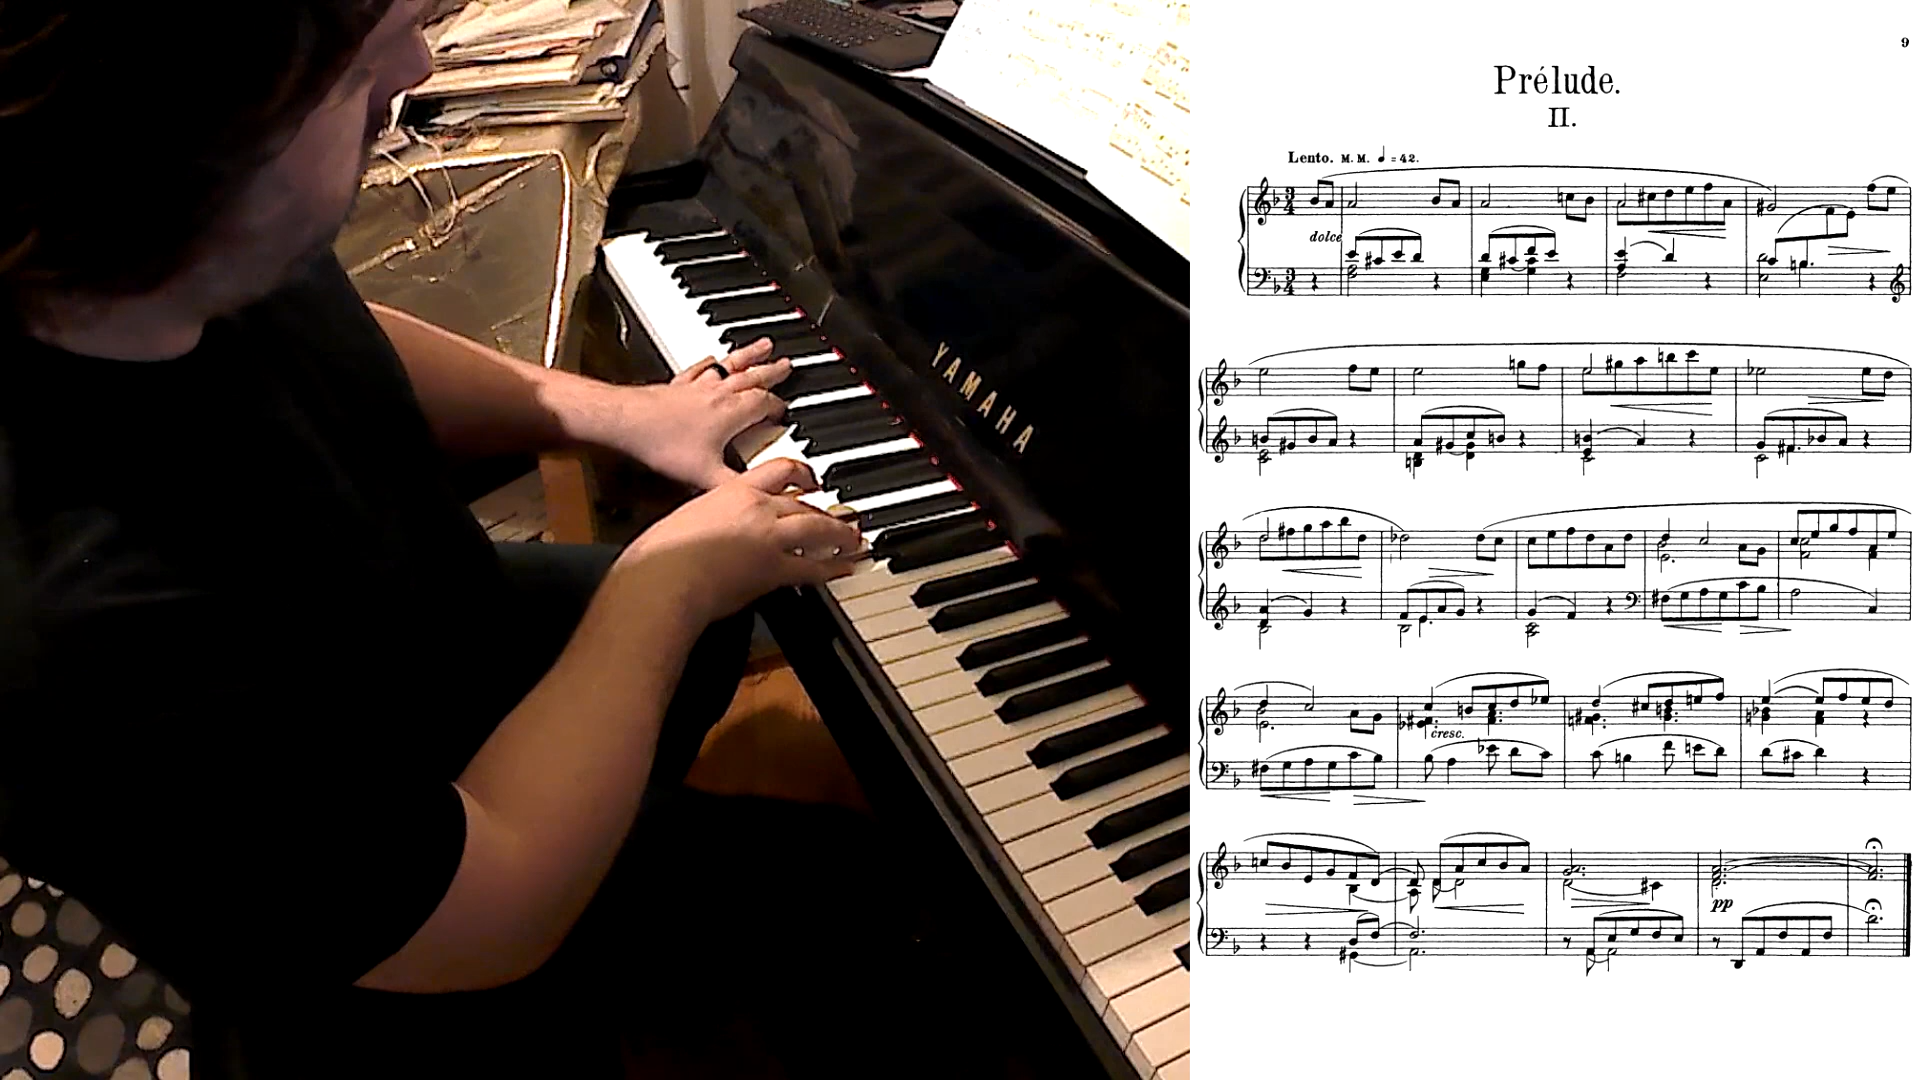 YAMAHA
9
Prélude.
II.
Lento. M. M. ♩ = 42.
dolce
cresc.
pp